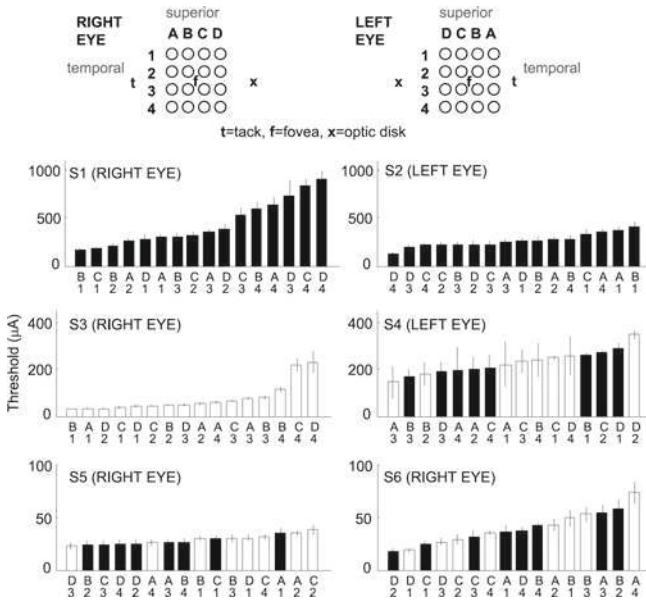 RIGHT EYE
superior
A B C D
1
2
3
4
temporal
t
f
x
LEFT EYE
superior
D C B A
1
2
3
4
x
f
t
temporal
t=tack, f=fovea, x=optic disk
Threshold (μA)
S1 (RIGHT EYE)
1000
500
0
B C B A D A B C A D C B A D C D
1 1 2 2 1 1 3 2 3 2 3 4 4 3 4 4
S2 (LEFT EYE)
1000
500
0
D C C B D C D A B D A B C A A B
4 3 2 3 3 4 2 3 2 1 2 4 1 4 1 1
S3 (RIGHT EYE)
400
200
0
B A D C D C B D A A C A B B C D
1 1 2 1 1 2 2 3 2 4 3 3 3 4 4 4
S4 (LEFT EYE)
400
200
0
A B B D A A C A C B C D B C D D
3 3 2 3 4 2 4 1 3 4 1 4 1 2 1 2
S5 (RIGHT EYE)
100
50
0
D B C D D A A B B C B D C A A C
3 2 3 4 2 4 3 4 1 1 3 1 4 1 2 2
S6 (RIGHT EYE)
100
50
0
D D C D C C C A D B A B B A B A
2 1 1 3 2 3 4 1 4 4 2 1 3 3 2 4